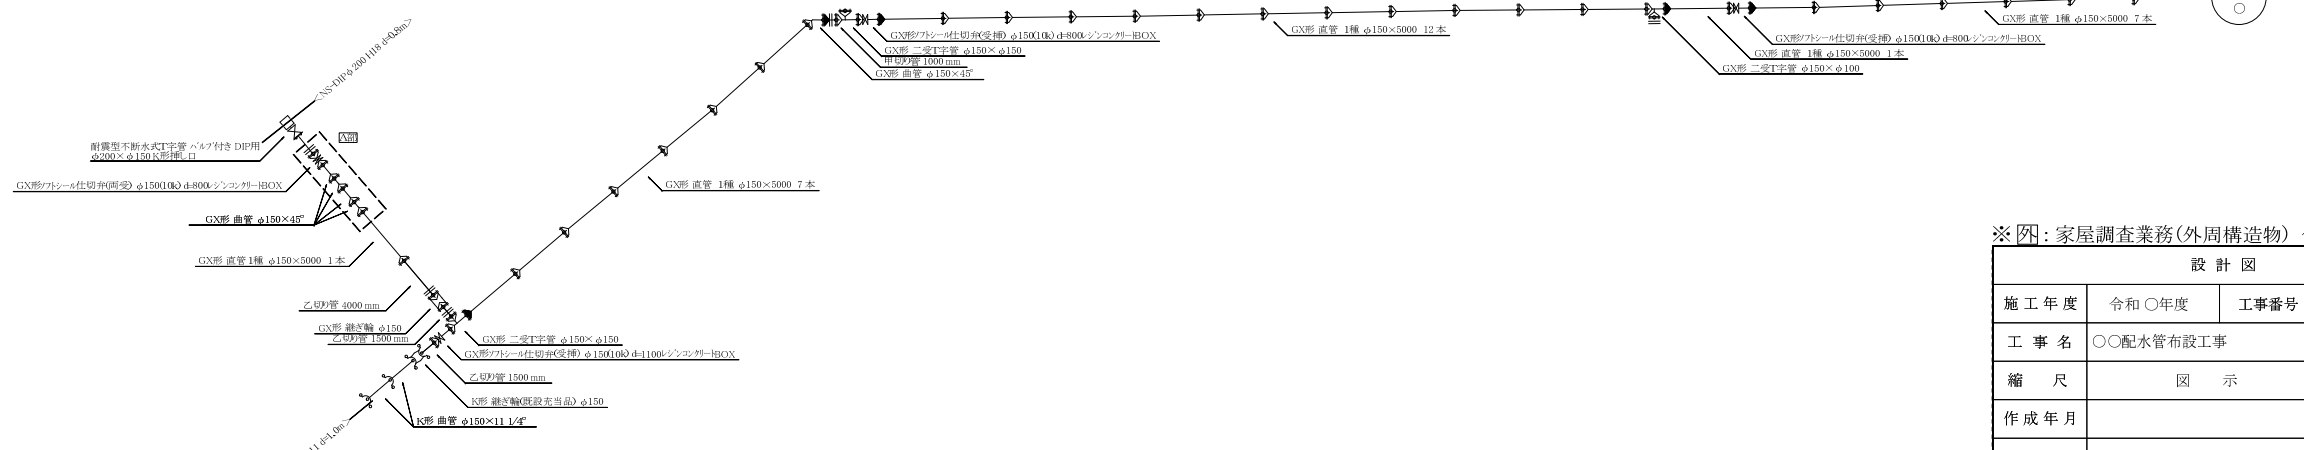 <NS-DIPφ200 H18 d=0.8m>
A部
耐震型不断水式T字管 バルブ付き DIP用
φ200×φ150 K形挿し口
GX形ソフトシール仕切弁(両受) φ150(10k) d=800レジンコンクリートBOX
GX形 曲管 φ150×45°
GX形 直管 1種 φ150×5000 1本
乙切り管 4000 mm
GX形 継ぎ輪 φ150
乙切り管 1500 mm
GX形 二受T字管 φ150×φ150
GX形ソフトシール仕切弁(受挿) φ150(10k) d=1100レジンコンクリートBOX
乙切り管 1500 mm
K形 継ぎ輪(既設充当品) φ150
K形 曲管 φ150×11 1/4°
11 d=1.0m>
GX形 直管 1種 φ150×5000 7本
GX形ソフトシール仕切弁(受挿) φ150(10k) d=800レジンコンクリートBOX
GX形 二受T字管 φ150×φ150
甲切り管 1000 mm
GX形 曲管 φ150×45°
GX形 直管 1種 φ150×5000 12本
GX形 直管 1種 φ150×5000 7本
GX形ソフトシール仕切弁(受挿) φ150(10k) d=800レジンコンクリートBOX
GX形 直管 1種 φ150×5000 1本
GX形 二受T字管 φ150×φ100
○
※外:家屋調査業務(外周構造物)
設計図
施工年度 令和 ○年度 工事番号
工事名 ○○配水管布設工事
縮尺 図示
作成年月